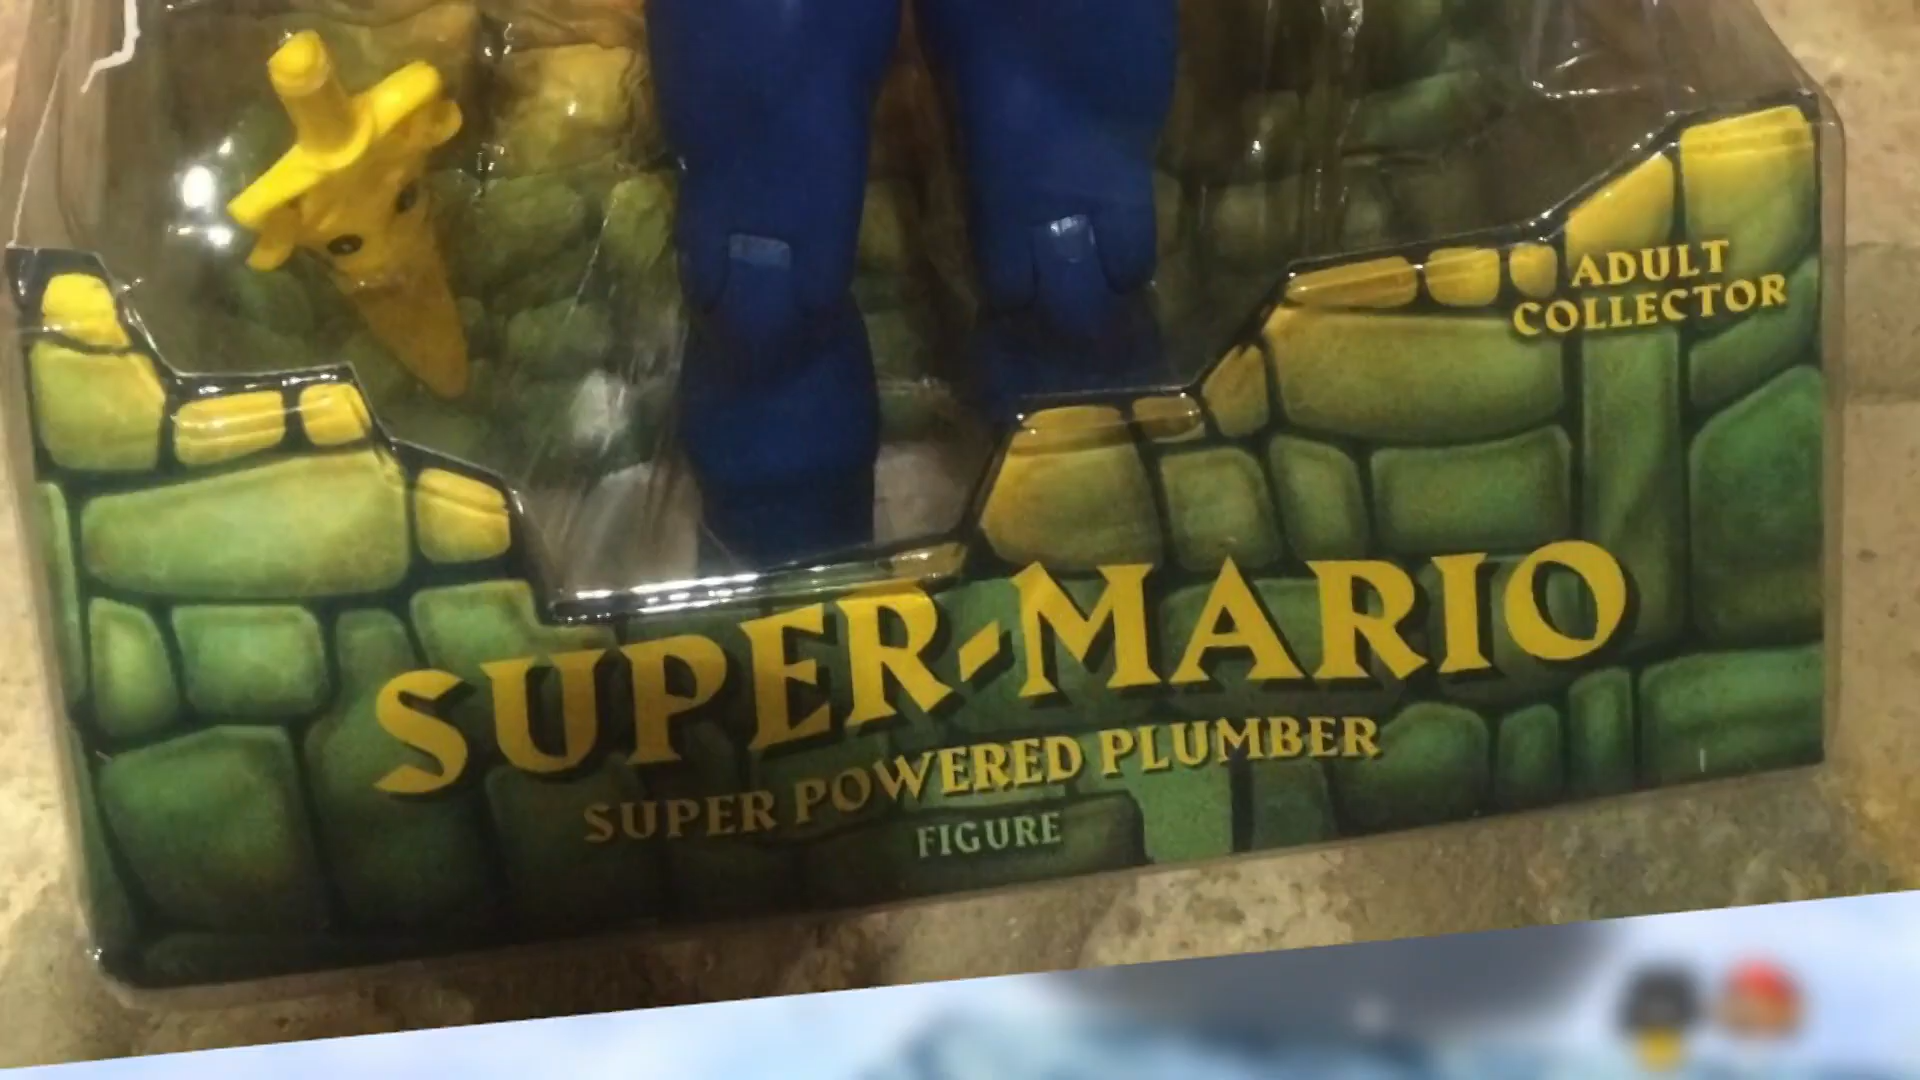 ADULT
COLLECTOR
SUPER-MARIO
SUPER POWERED PLUMBER
FIGURE